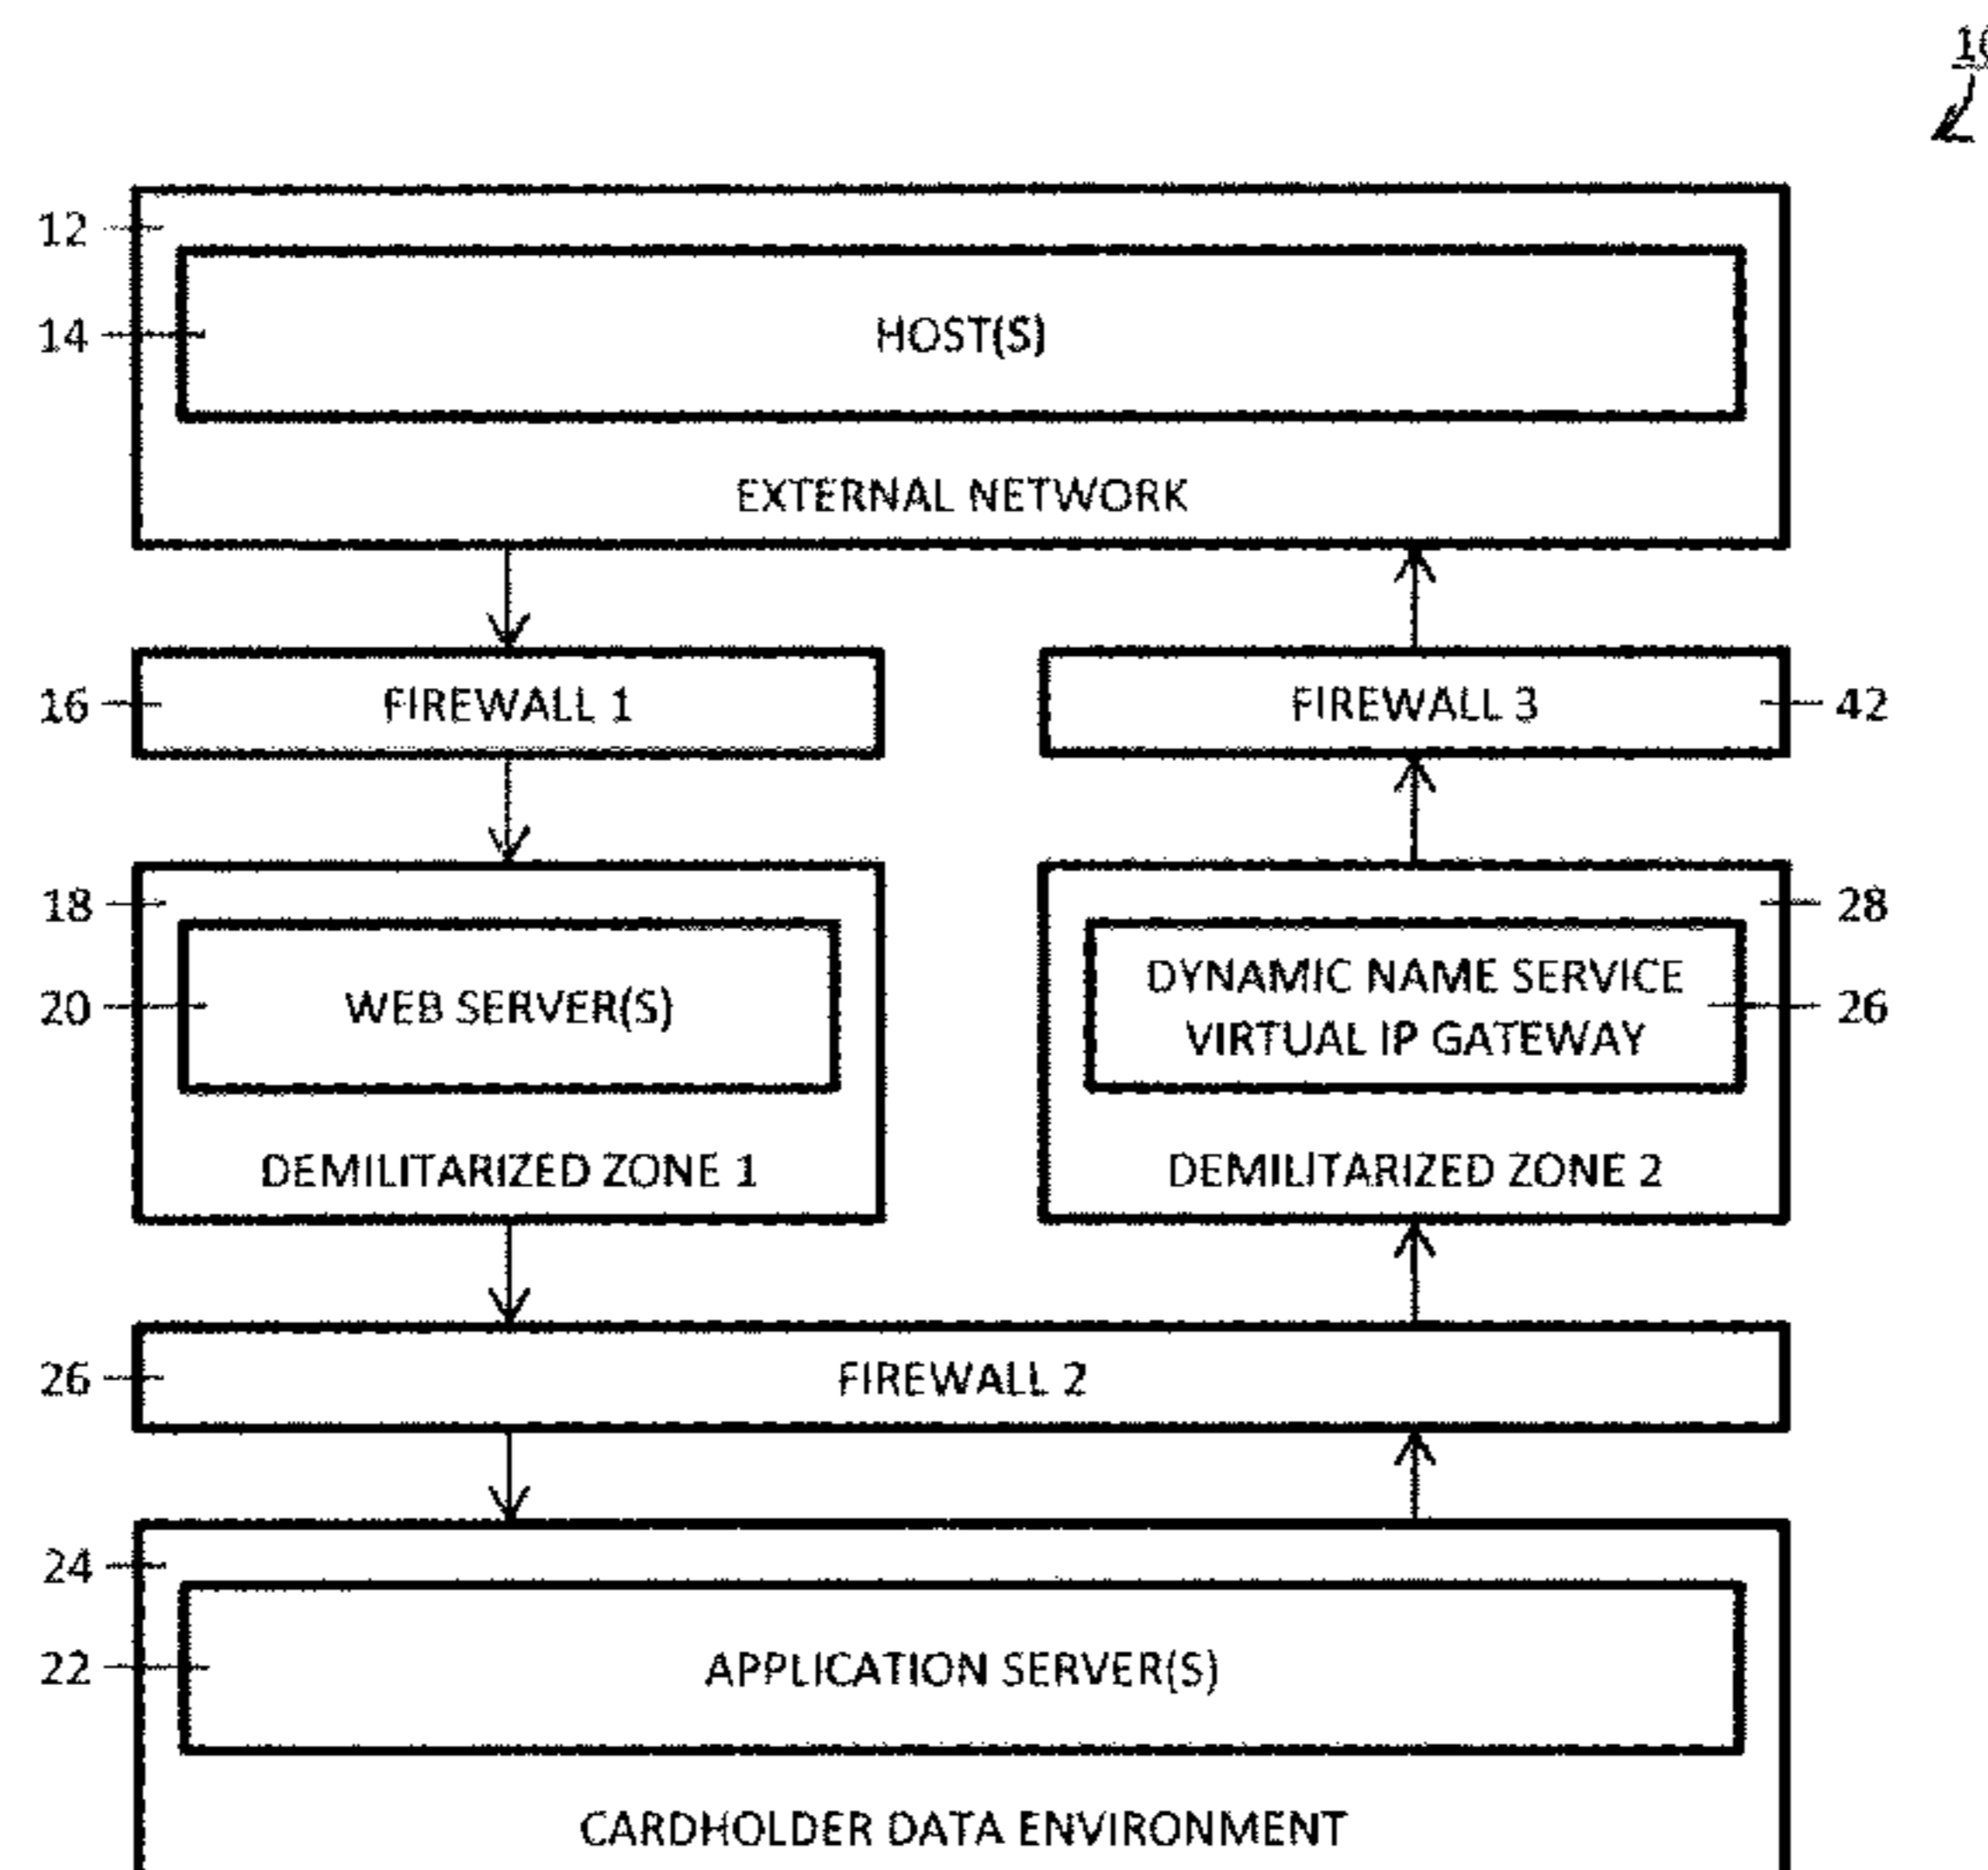 12
14
HOST(S)
EXTERNAL NETWORK
16
FIREWALL 1
FIREWALL 3
42
18
28
20
WEB SERVER(S)
DYNAMIC NAME SERVICE
VIRTUAL IP GATEWAY
26
DEMILITARIZED ZONE 1
DEMILITARIZED ZONE 2
26
FIREWALL 2
24
22
APPLICATION SERVER(S)
CARDHOLDER DATA ENVIRONMENT